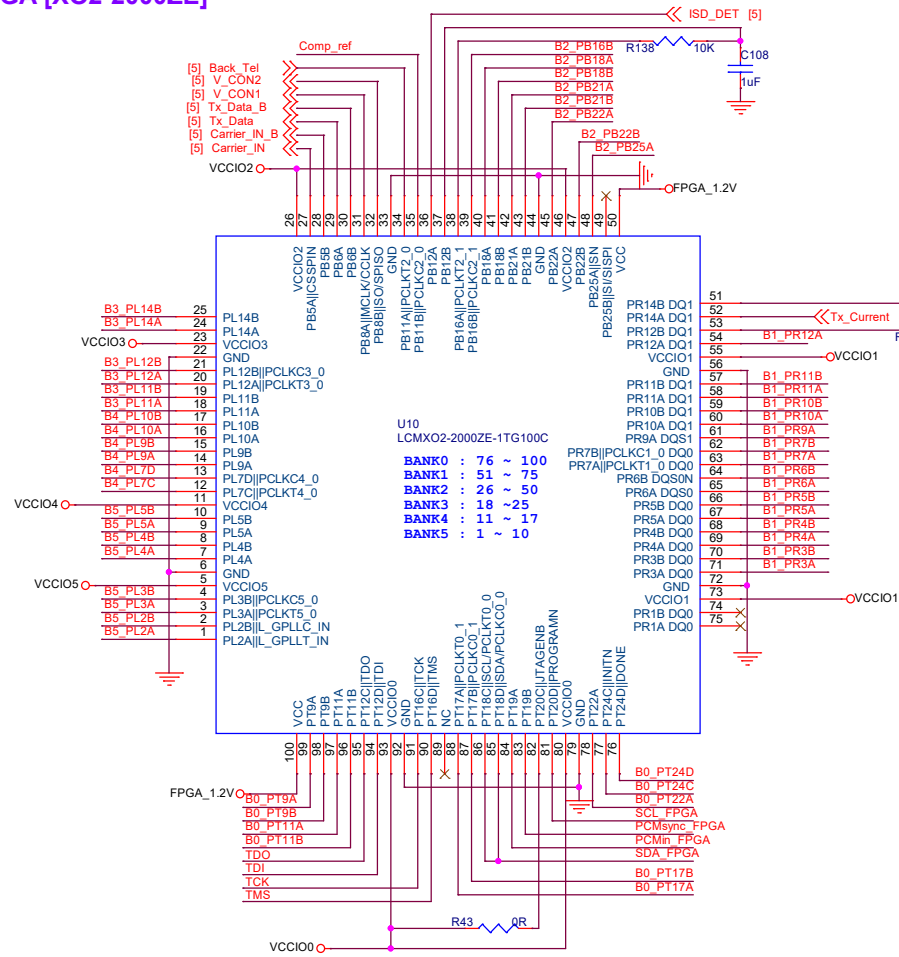 GA [XO2-2000ZE]
ISD_DET [5]
Comp_ref
R138 10K
C108
1uF
[5] Back_Tel
[5] V_CON2
[5] V_CON1
[5] Tx_Data_B
[5] Tx_Data
[5] Carrier_IN_B
[5] Carrier_IN
VCCIO2
B2_PB16B
B2_PB18A
B2_PB18B
B2_PB21A
B2_PB21B
B2_PB22A
B2_PB22B
B2_PB25A
FPGA_1.2V
26 VCCIO2
27 PB5A||CSSPIN
28 PB5B
29 PB6A
30 PB6B
31 PB8A||MCLK/CCLK
32 PB8B||SO/SPISO
33 GND
34 PB11A||PCLKT2_0
35 PB11B||PCLKC2_0
36 PB12A
37 PB12B
38 PB16A||PCLKT2_1
39 PB16B||PCLKC2_1
40 PB18A
41 PB18B
42 PB21A
43 PB21B
44 GND
45 PB22A
46 VCCIO2
47 PB22B
48 PB25A||SN
49 PB25B||SI/SISPI
50 VCC
B3_PL14B 25 PL14B
B3_PL14A 24 PL14A
VCCIO3 23 VCCIO3
22 GND
B3_PL12B 21 PL12B||PCLKC3_0
B3_PL12A 20 PL12A||PCLKT3_0
B3_PL11B 19 PL11B
B3_PL11A 18 PL11A
B4_PL10B 17 PL10B
B4_PL10A 16 PL10A
B4_PL9B 15 PL9B
B4_PL9A 14 PL9A
B4_PL7D 13 PL7D||PCLKC4_0
B4_PL7C 12 PL7C||PCLKT4_0
VCCIO4 11 VCCIO4
B5_PL5B 10 PL5B
B5_PL5A 9 PL5A
B5_PL4B 8 PL4B
B5_PL4A 7 PL4A
6 GND
VCCIO5 5 VCCIO5
B5_PL3B 4 PL3B||PCLKC5_0
B5_PL3A 3 PL3A||PCLKT5_0
B5_PL2B 2 PL2B||L_GPLLC_IN
B5_PL2A 1 PL2A||L_GPLLT_IN
U10
LCMXO2-2000ZE-1TG100C
BANK0 : 76 ~ 100
BANK1 : 51 ~ 75
BANK2 : 26 ~ 50
BANK3 : 18 ~25
BANK4 : 11 ~ 17
BANK5 : 1 ~ 10
PR14B DQ1 51
PR14A DQ1 52 Tx_Current
PR12B DQ1 53 R
PR12A DQ1 54 B1_PR12A
VCCIO1 55 VCCIO1
GND 56
PR11B DQ1 57 B1_PR11B
PR11A DQ1 58 B1_PR11A
PR10B DQ1 59 B1_PR10B
PR10A DQ1 60 B1_PR10A
PR9A DQS1 61 B1_PR9A
PR7B||PCLKC1_0 DQ0 62 B1_PR7B
PR7A||PCLKT1_0 DQ0 63 B1_PR7A
PR6B DQS0N 64 B1_PR6B
PR6A DQS0 65 B1_PR6A
PR5B DQ0 66 B1_PR5B
PR5A DQ0 67 B1_PR5A
PR4B DQ0 68 B1_PR4B
PR4A DQ0 69 B1_PR4A
PR3B DQ0 70 B1_PR3B
PR3A DQ0 71 B1_PR3A
GND 72
VCCIO1 73 VCCIO1
PR1B DQ0 74
PR1A DQ0 75
VCC 100
PT9A 99
PT9B 98
PT11A 97
PT11B 96
PT12C||TDO 95
PT12D||TDI 94
VCCIO0 93
GND 92
PT16C||TCK 91
PT16D||TMS 90
NC 89
PT17A||PCLKT0_1 88
PT17B||PCLKC0_1 87
PT18C||SCL/PCLKT0_0 86
PT18D||SDA/PCLKC0_0 85
PT19A 84
PT19B 83
PT20C||JTAGENB 82
PT20D||PROGRAMN 81
VCCIO0 80
GND 79
PT22A 78
PT24C||INITN 77
PT24D||DONE 76
FPGA_1.2V
B0_PT9A
B0_PT9B
B0_PT11A
B0_PT11B
TDO
TDI
TCK
TMS
B0_PT24D
B0_PT24C
B0_PT22A
SCL_FPGA
PCMsync_FPGA
PCMin_FPGA
SDA_FPGA
B0_PT17B
B0_PT17A
R43 0R
VCCIO0